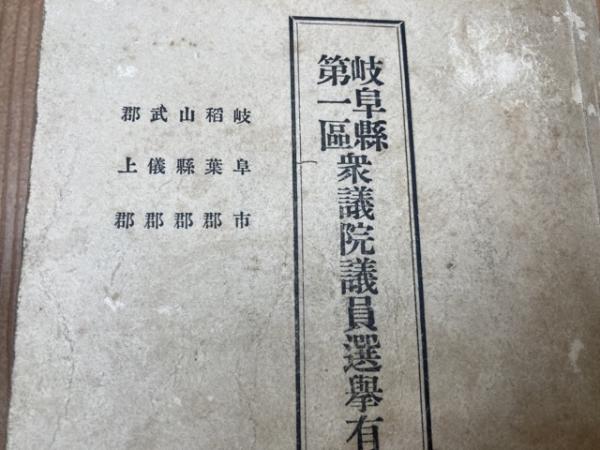 岐阜縣
第一區
衆議院議員選擧有
岐阜市
稻葉郡
山縣郡
武儀郡
郡上郡